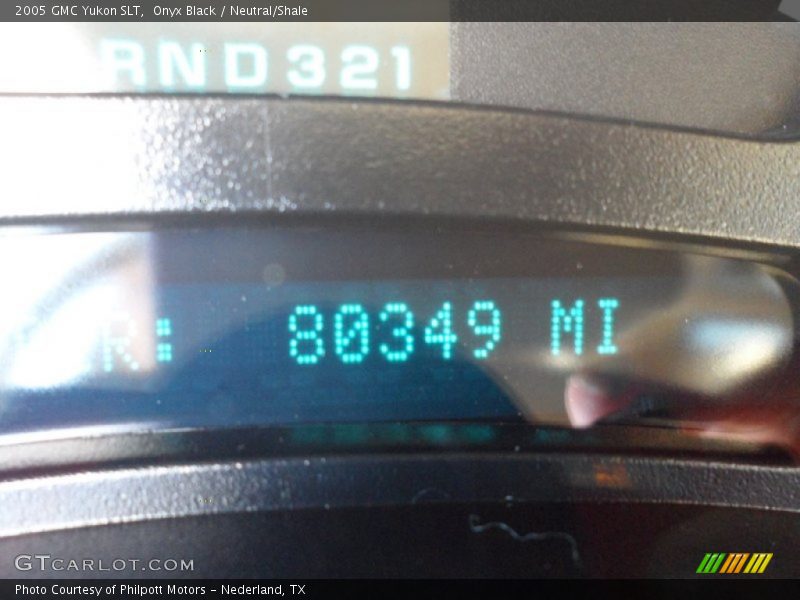 2005 GMC Yukon SLT, Onyx Black / Neutral/Shale
RND321
R: 80349 MI
GTCARLOT.COM
Photo Courtesy of Philpott Motors - Nederland, TX